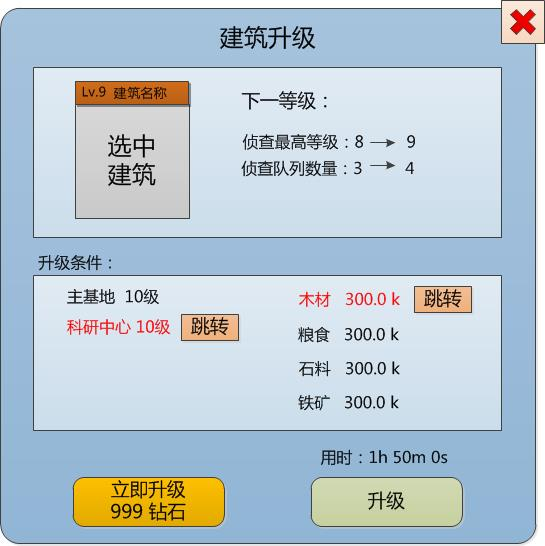 建筑升级
Lv.9 建筑名称
选中
建筑
下一等级：
侦查最高等级：8 → 9
侦查队列数量：3 → 4
升级条件：
主基地 10级
科研中心 10级 跳转
木材 300.0 k 跳转
粮食 300.0 k
石料 300.0 k
铁矿 300.0 k
用时：1h 50m 0s
立即升级
999 钻石
升级